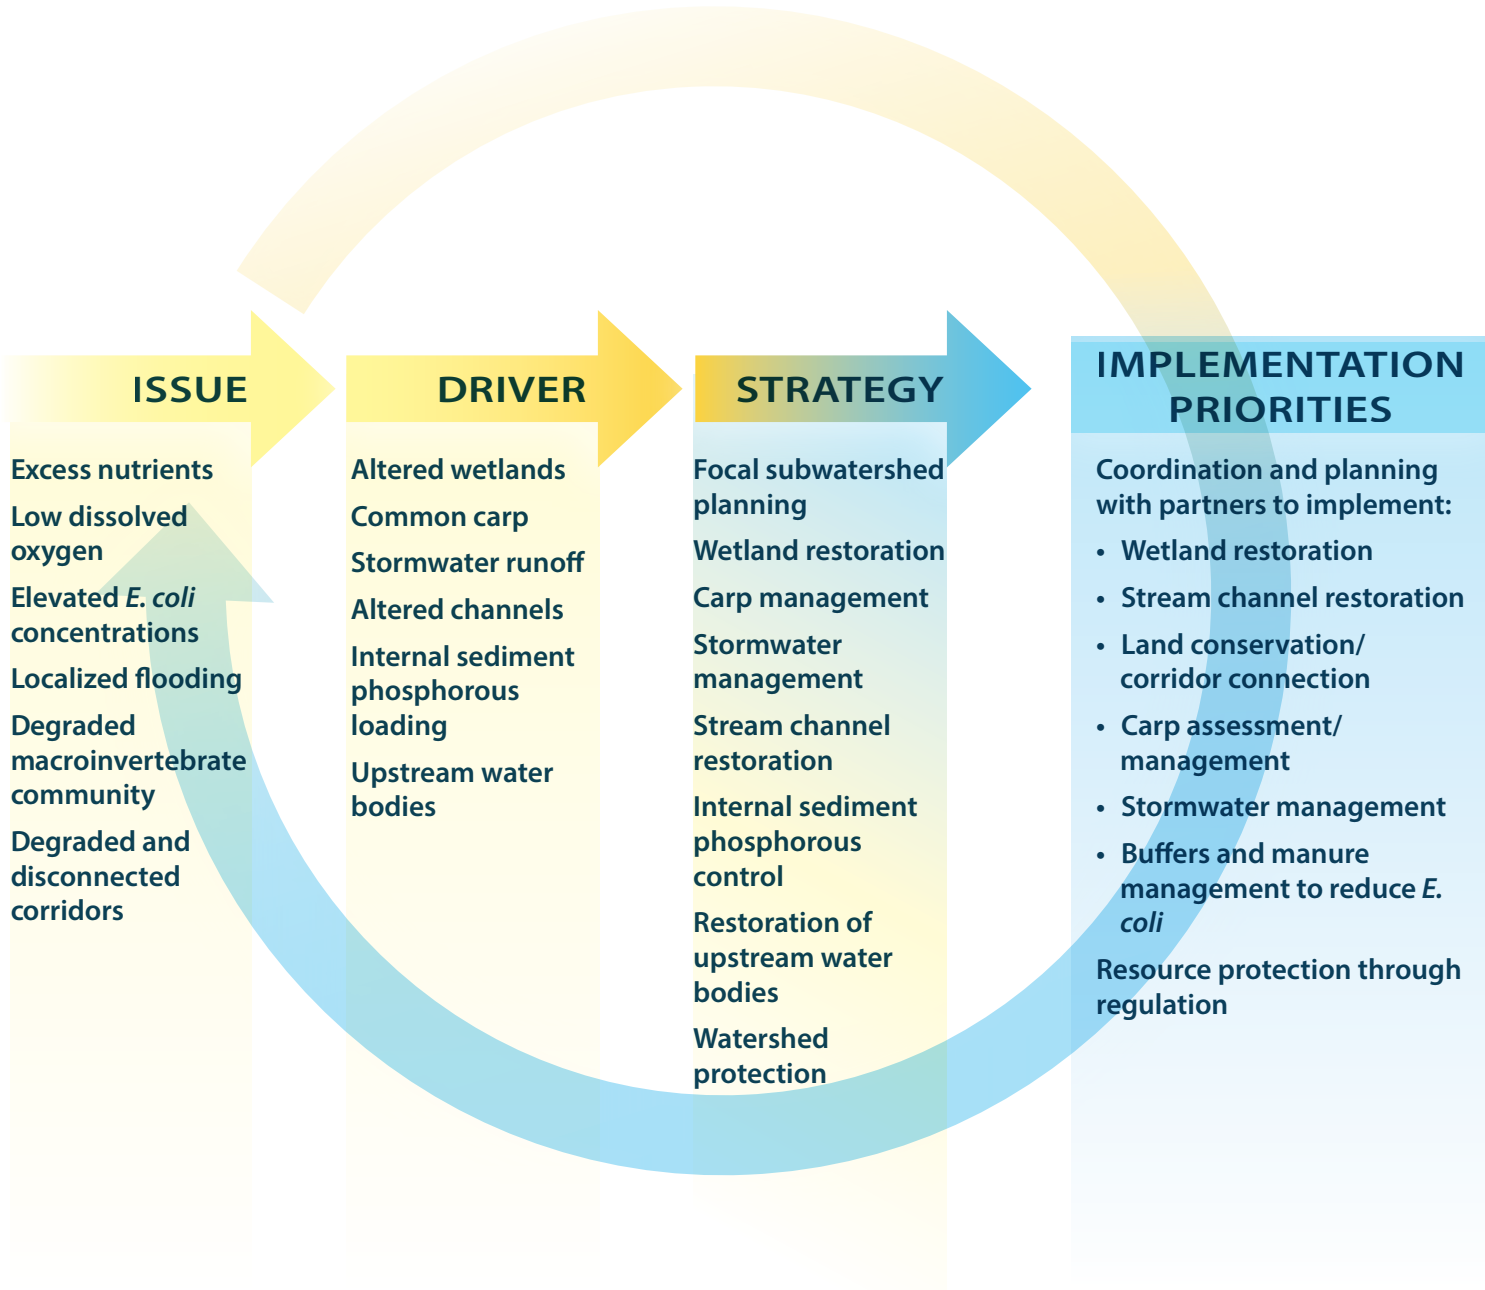 ISSUE
Excess nutrients
Low dissolved
oxygen
Elevated E. coli
concentrations
Localized flooding
Degraded
macroinvertebrate
community
Degraded and
disconnected
corridors
DRIVER
Altered wetlands
Common carp
Stormwater runoff
Altered channels
Internal sediment
phosphorous
loading
Upstream water
bodies
STRATEGY
Focal subwatershed
planning
Wetland restoration
Carp management
Stormwater
management
Stream channel
restoration
Internal sediment
phosphorous
control
Restoration of
upstream water
bodies
Watershed
protection
IMPLEMENTATION
PRIORITIES
Coordination and planning
with partners to implement:
• Wetland restoration
• Stream channel restoration
• Land conservation/
corridor connection
• Carp assessment/
management
• Stormwater management
• Buffers and manure
management to reduce E.
coli
Resource protection through
regulation